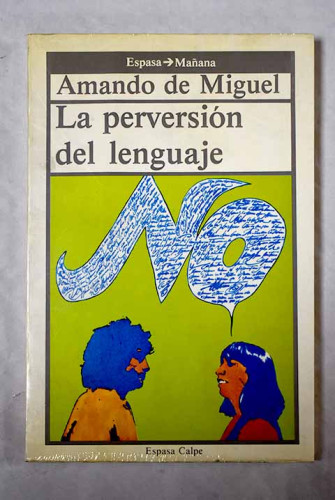 Espasa→Mañana
Amando de Miguel
La perversión
del lenguaje
NO
Espasa Calpe